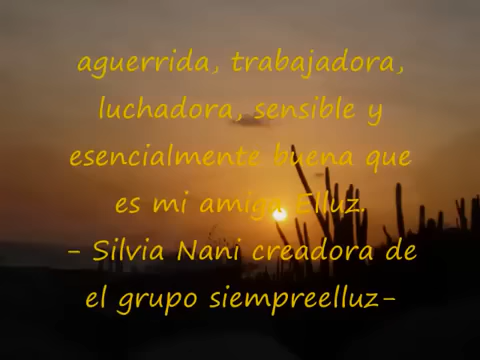 aguerrida, trabajadora,
luchadora, sensible y
esencialmente buena que
es mi amiga Elluz.
- Silvia Nani creadora de
el grupo siempreelluz-